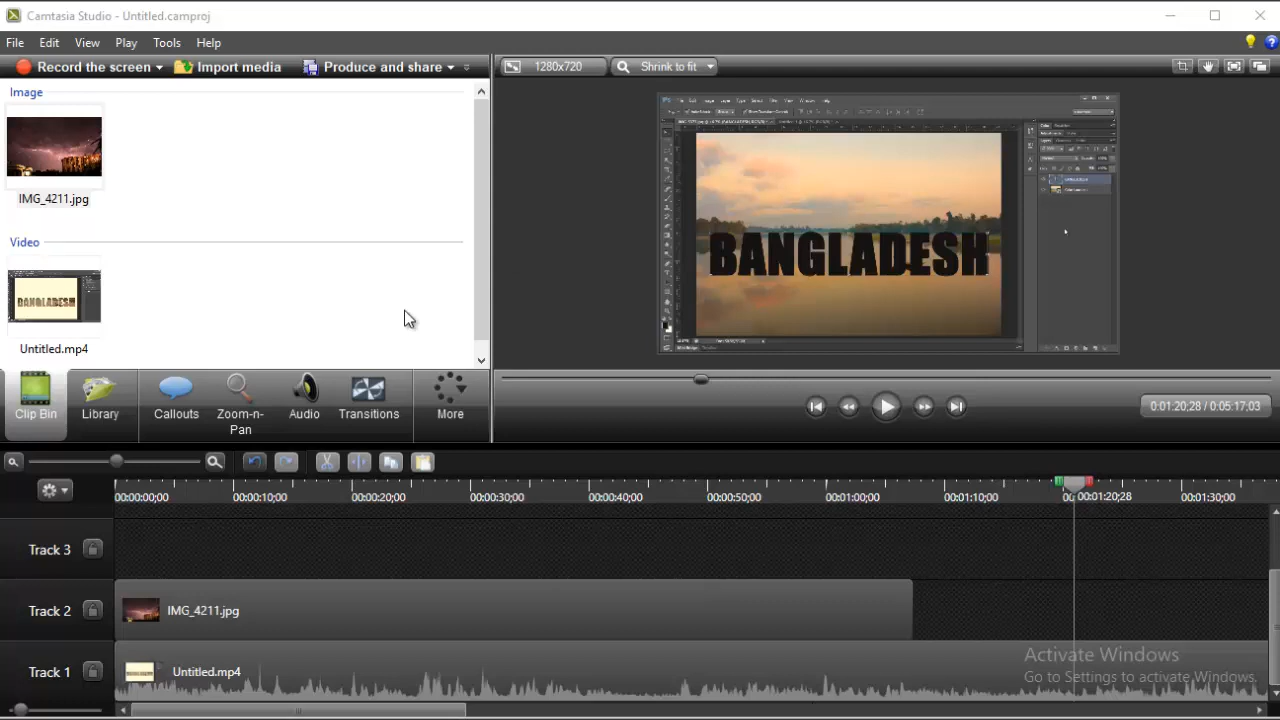 Camtasia Studio - Untitled.camproj
File Edit View Play Tools Help
Record the screen Import media Produce and share
1280x720 Shrink to fit
Image
IMG_4211.jpg
Video
BANGLADESH
Untitled.mp4
BANGLADESH
Clip Bin Library Callouts Zoom-n-Pan Audio Transitions More
0:01:20;28 / 0:05:17;03
00:00:00;00 00:00:10;00 00:00:20;00 00:00:30;00 00:00:40;00 00:00:50;00 00:01:00;00 00:01:10;00 00:01:20;28 00:01:30;00
Track 3
Track 2 IMG_4211.jpg
Track 1 Untitled.mp4
Activate Windows
Go to Settings to activate Windows.